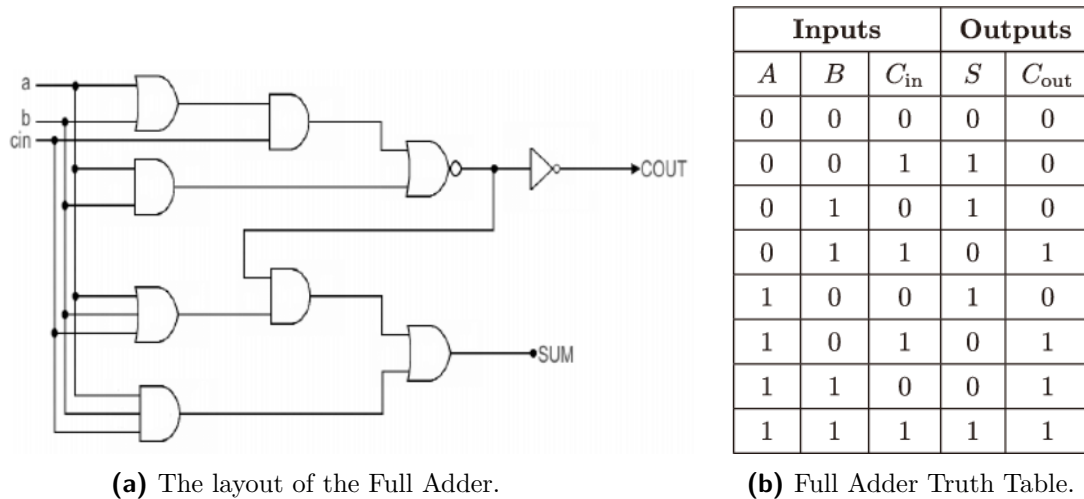 a
b
cin
COUT
SUM
(a) The layout of the Full Adder.
Inputs Outputs
A B C_in S C_out
0 0 0 0 0
0 0 1 1 0
0 1 0 1 0
0 1 1 0 1
1 0 0 1 0
1 0 1 0 1
1 1 0 0 1
1 1 1 1 1
(b) Full Adder Truth Table.